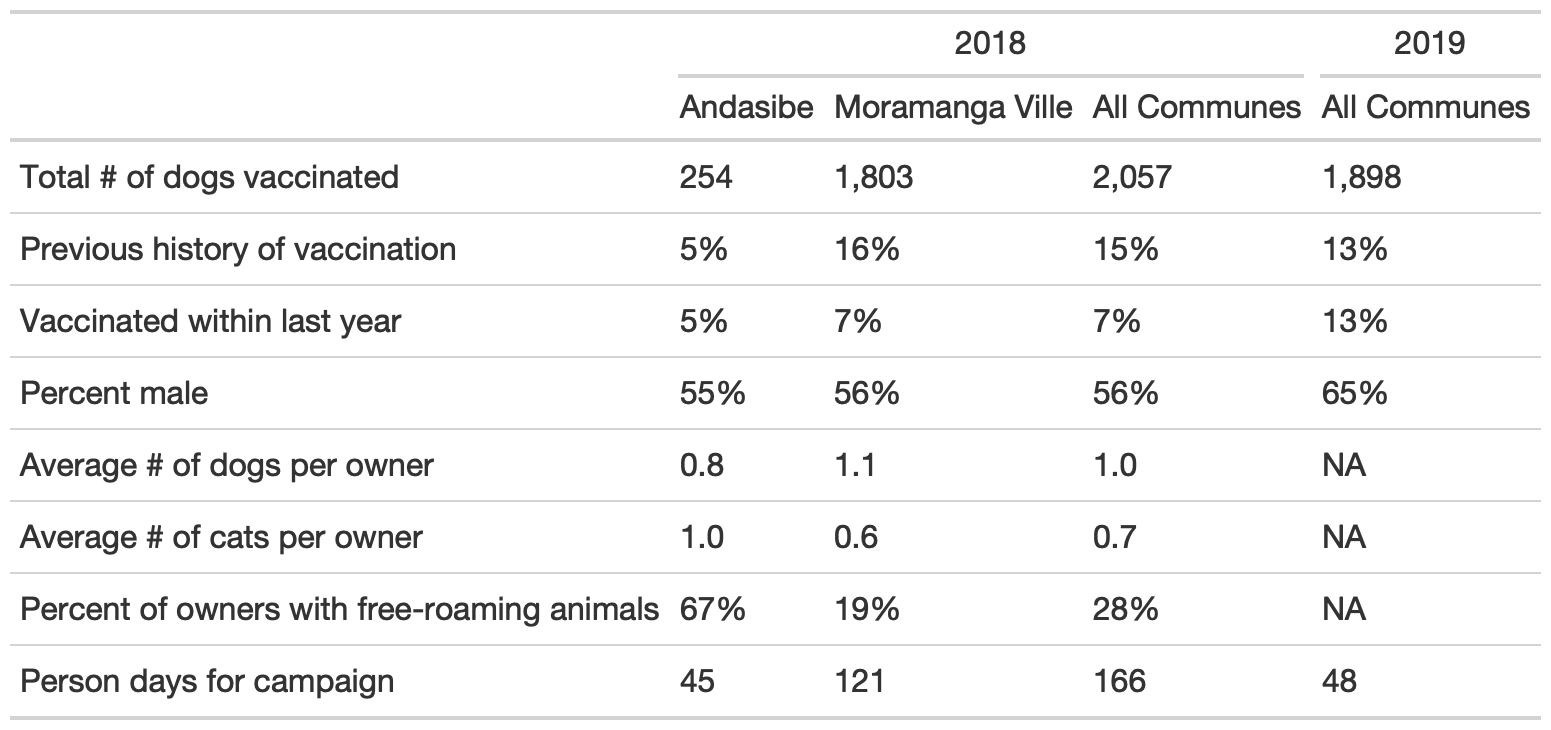 2018 2019
Andasibe Moramanga Ville All Communes All Communes
Total # of dogs vaccinated 254 1,803 2,057 1,898
Previous history of vaccination 5% 16% 15% 13%
Vaccinated within last year 5% 7% 7% 13%
Percent male 55% 56% 56% 65%
Average # of dogs per owner 0.8 1.1 1.0 NA
Average # of cats per owner 1.0 0.6 0.7 NA
Percent of owners with free-roaming animals 67% 19% 28% NA
Person days for campaign 45 121 166 48